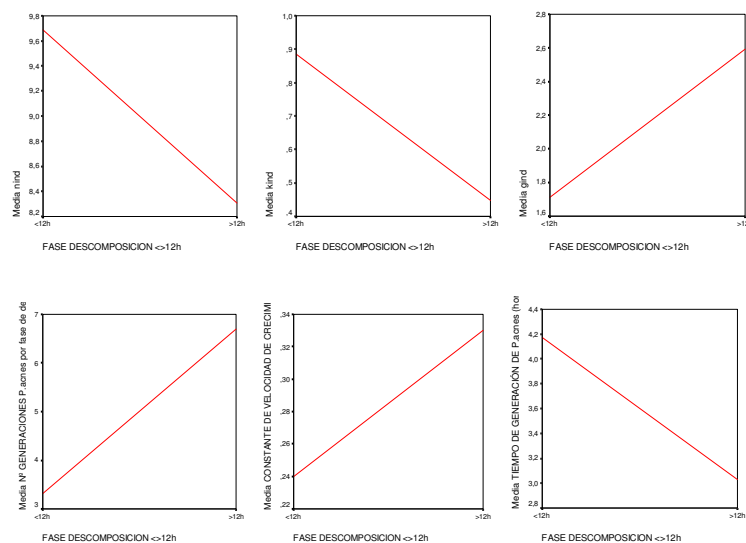 Media nind
9,8
9,6
9,4
9,2
9,0
8,8
8,6
8,4
8,2
<12h >12h
FASE DESCOMPOSICION <>12h
Media kind
1,0
,9
,8
,7
,6
,5
,4
<12h >12h
FASE DESCOMPOSICION <>12h
Media gind
2,8
2,6
2,4
2,2
2,0
1,8
1,6
<12h >12
FASE DESCOMPOSICION <>12h
Media Nº GENERACIONES P.acnes por fase de de
7
6
5
4
3
<12h >12h
FASE DESCOMPOSICION <>12h
Media CONSTANTE DE VELOCIDAD DE CRECIMI
,34
,32
,30
,28
,26
,24
,22
<12h >12h
FASE DESCOMPOSICION <>12h
Media TIEMPO DE GENERACIÓN DE P.acnes (hor
4,4
4,2
4,0
3,8
3,6
3,4
3,2
3,0
2,8
<12h >12h
FASE DESCOMPOSICION <>12h